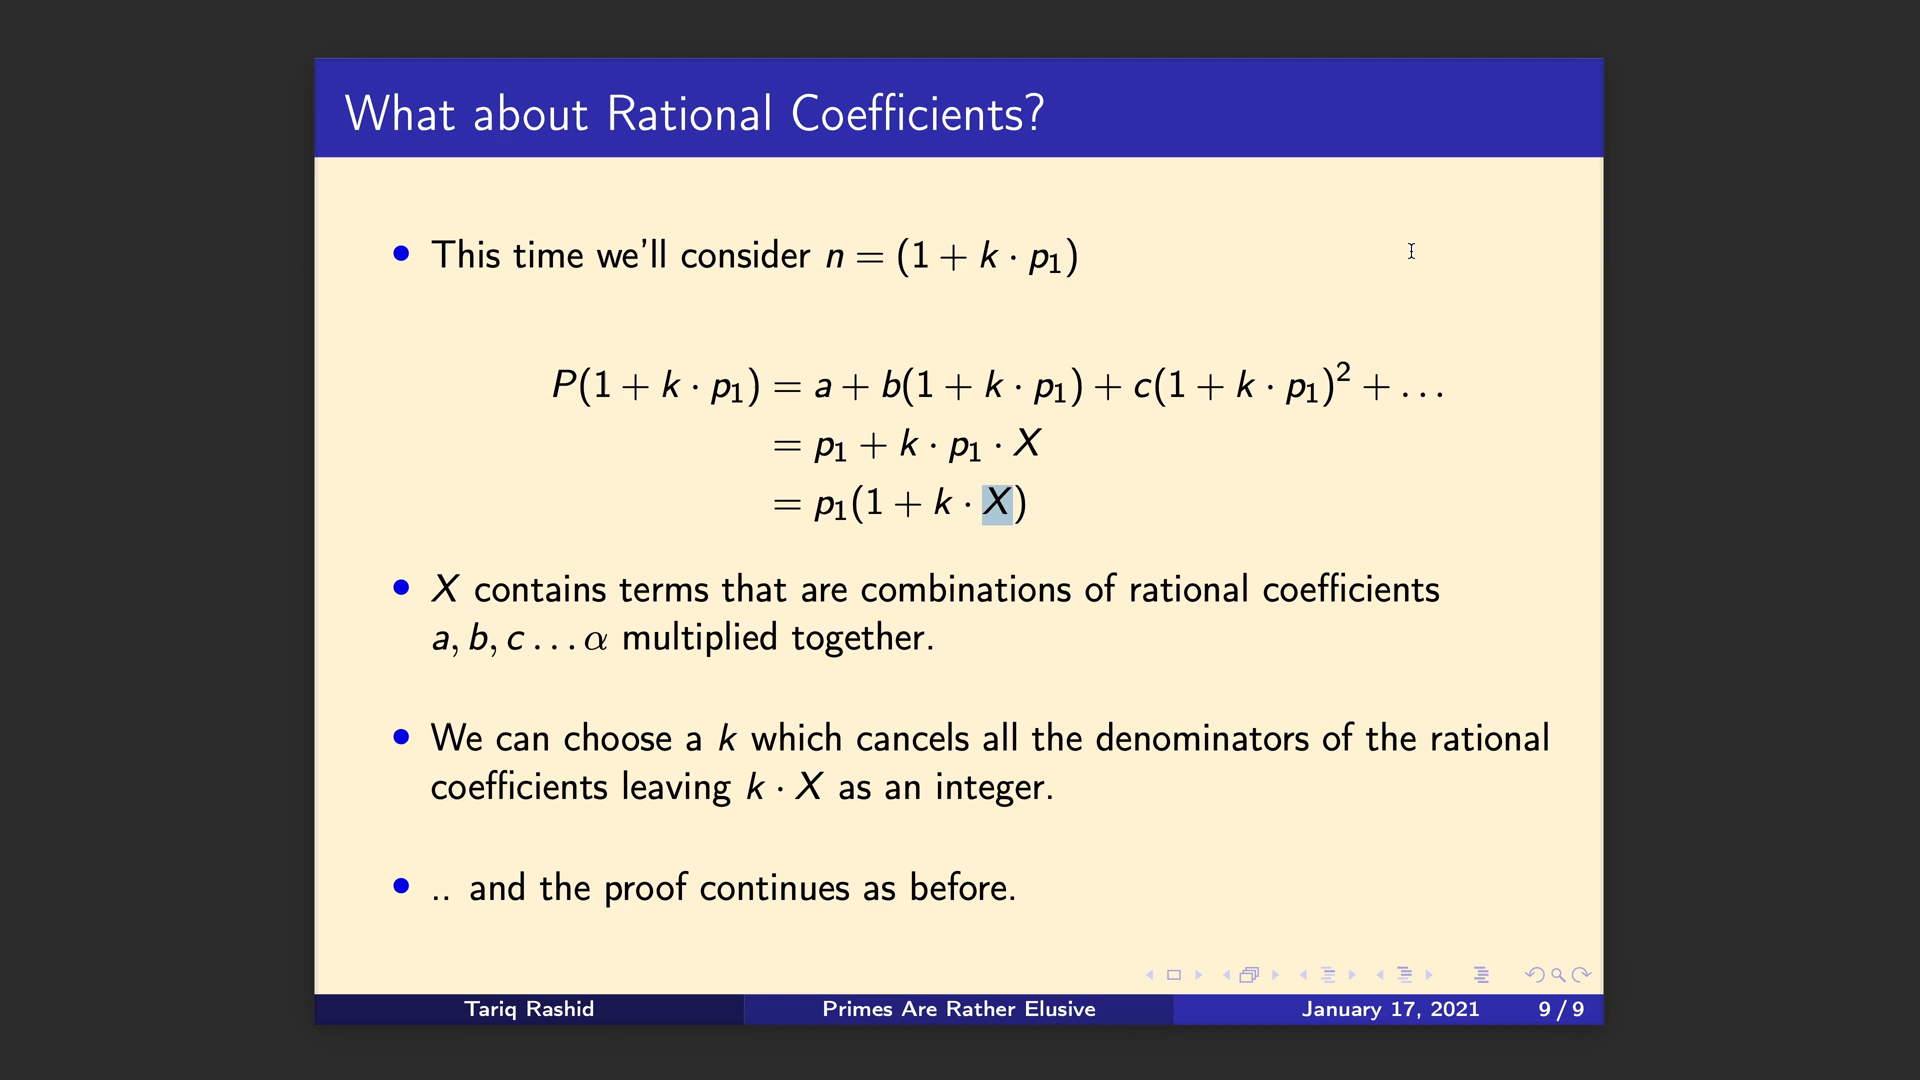 What about Rational Coefficients?
• This time we'll consider n = (1 + k · p₁)
P(1 + k · p₁) = a + b(1 + k · p₁) + c(1 + k · p₁)² + . . .
= p₁ + k · p₁ · X
= p₁(1 + k · X)
• X contains terms that are combinations of rational coefficients
a, b, c . . . α multiplied together.
• We can choose a k which cancels all the denominators of the rational
coefficients leaving k · X as an integer.
• .. and the proof continues as before.
Tariq Rashid Primes Are Rather Elusive January 17, 2021 9 / 9